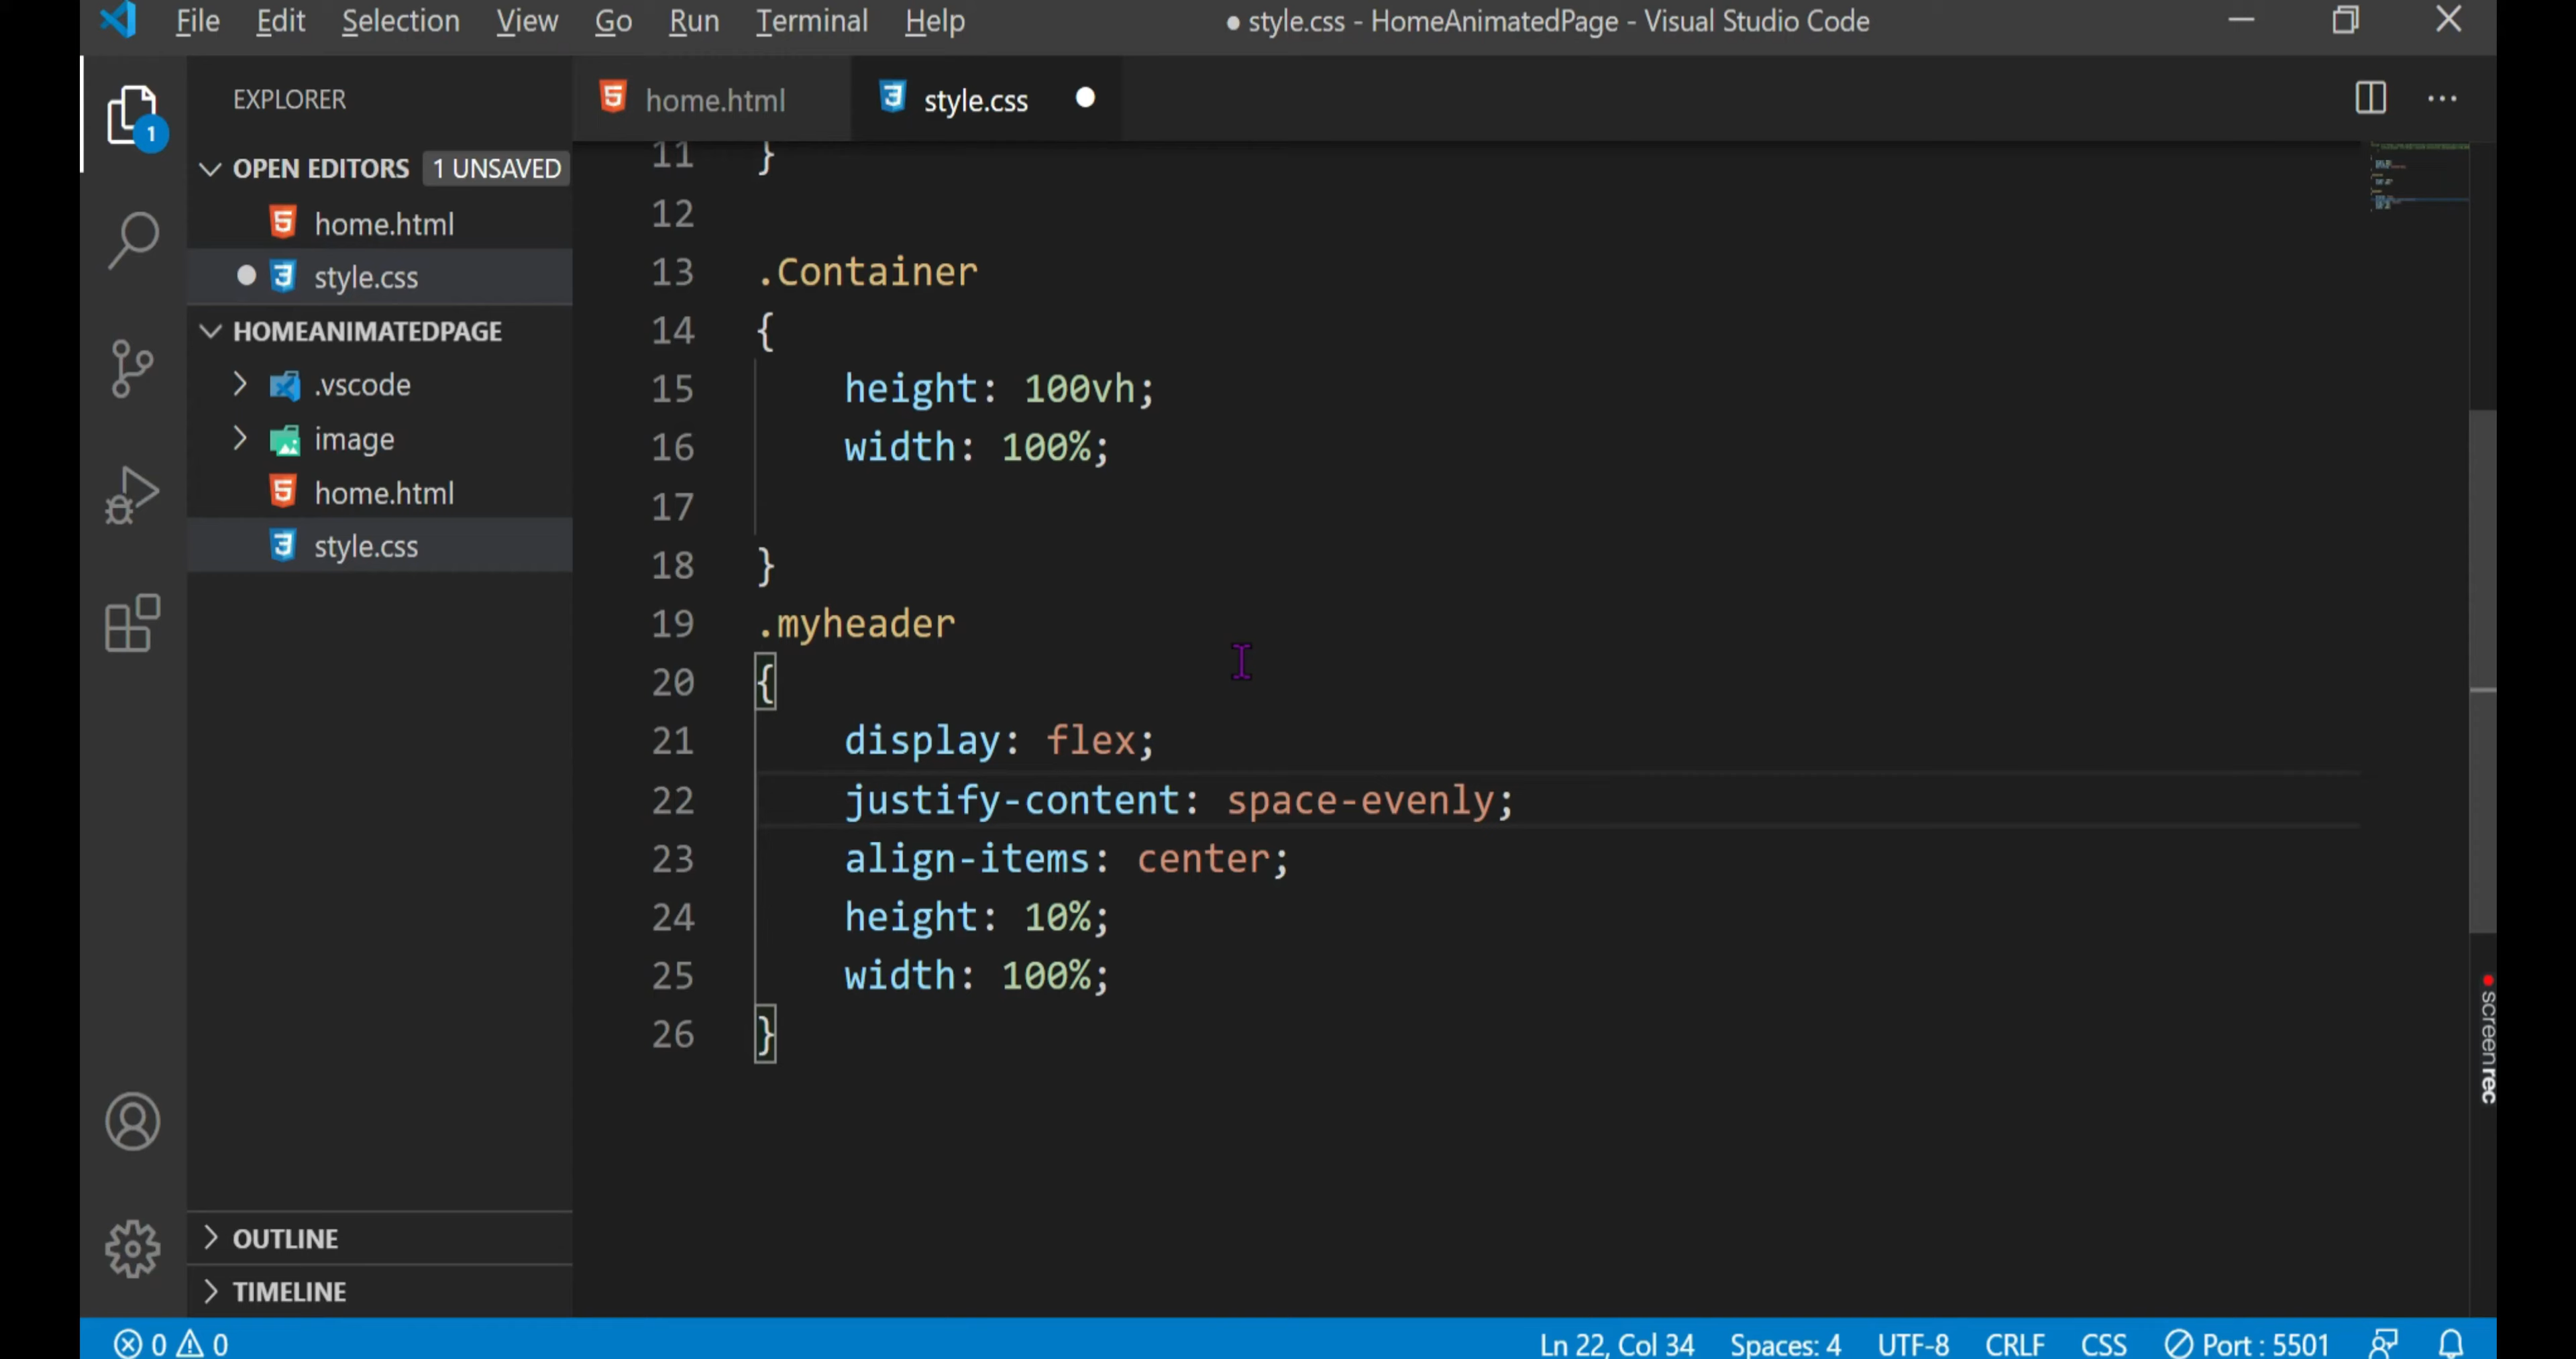 File Edit Selection View Go Run Terminal Help ● style.css - HomeAnimatedPage - Visual Studio Code
EXPLORER
home.html
style.css
1
OPEN EDITORS 1 UNSAVED
home.html
style.css
HOMEANIMATEDPAGE
.vscode
image
home.html
style.css
OUTLINE
TIMELINE
11 }
12
13 .Container
14 {
15 height: 100vh;
16 width: 100%;
17
18 }
19 .myheader
20 {
21 display: flex;
22 justify-content: space-evenly;
23 align-items: center;
24 height: 10%;
25 width: 100%;
26 }
screenrec
0 0 Ln 22, Col 34 Spaces: 4 UTF-8 CRLF CSS Port : 5501